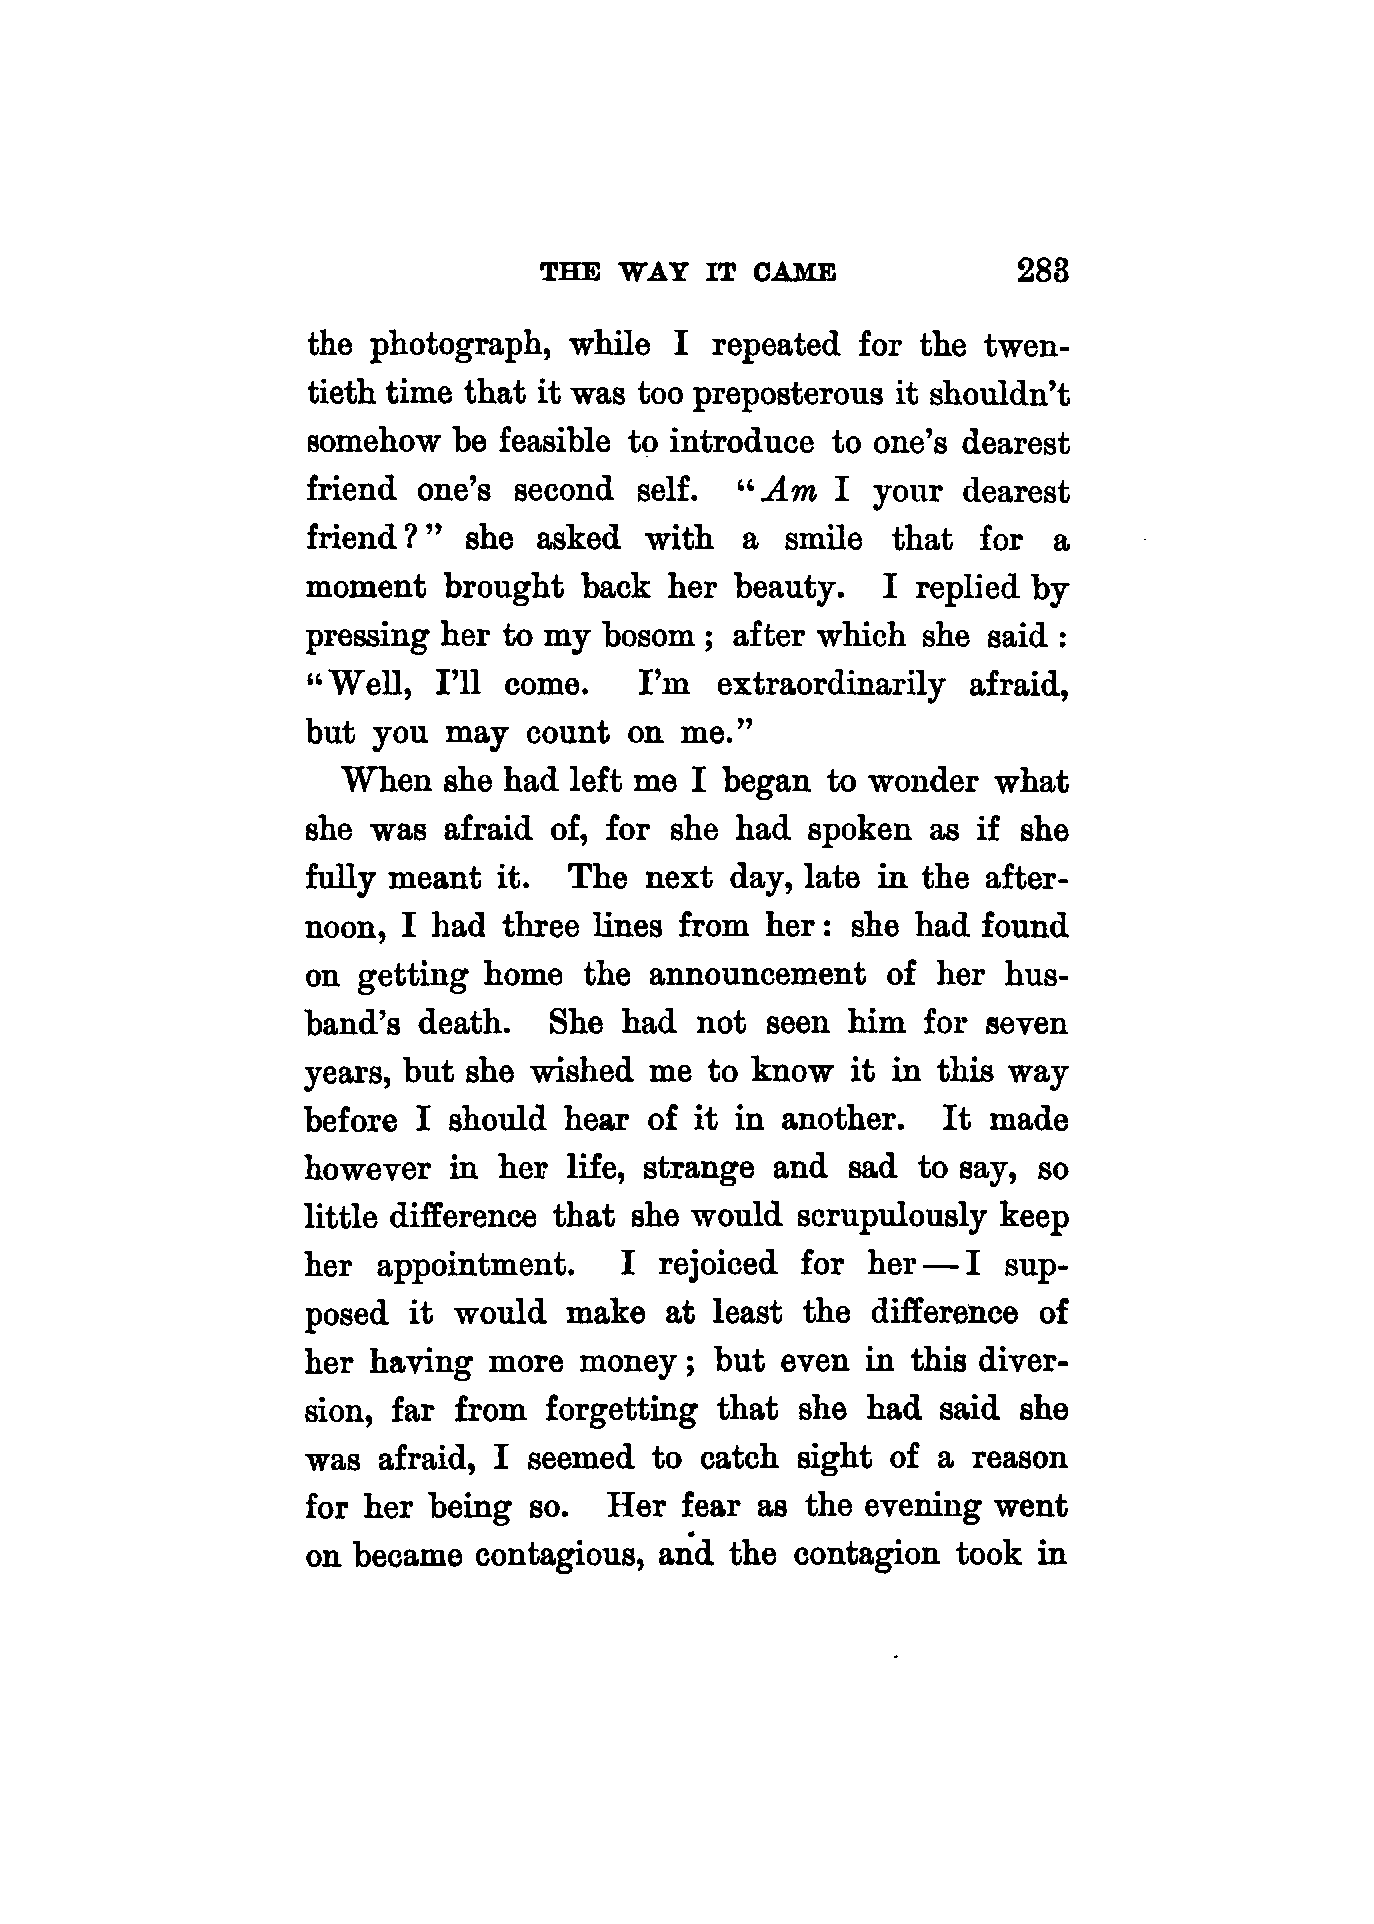 THE WAY IT CAME 283
the photograph, while I repeated for the twen-
tieth time that it was too preposterous it shouldn't
somehow be feasible to introduce to one's dearest
friend one's second self. "Am I your dearest
friend?" she asked with a smile that for a
moment brought back her beauty. I replied by
pressing her to my bosom; after which she said:
"Well, I'll come. I'm extraordinarily afraid,
but you may count on me."
When she had left me I began to wonder what
she was afraid of, for she had spoken as if she
fully meant it. The next day, late in the after-
noon, I had three lines from her: she had found
on getting home the announcement of her hus-
band's death. She had not seen him for seven
years, but she wished me to know it in this way
before I should hear of it in another. It made
however in her life, strange and sad to say, so
little difference that she would scrupulously keep
her appointment. I rejoiced for her—I sup-
posed it would make at least the difference of
her having more money; but even in this diver-
sion, far from forgetting that she had said she
was afraid, I seemed to catch sight of a reason
for her being so. Her fear as the evening went
on became contagious, and the contagion took in